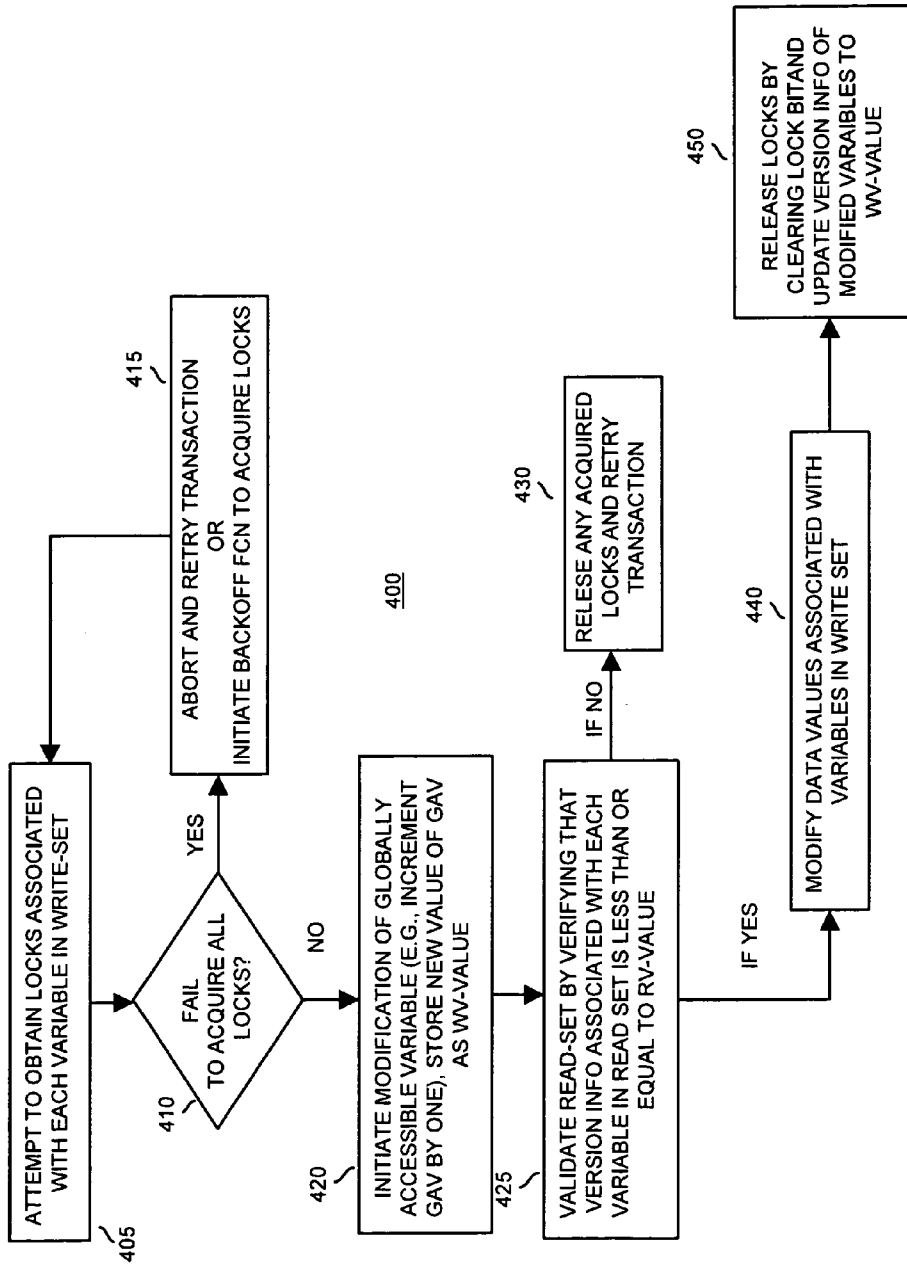 ATTEMPT TO OBTAIN LOCKS ASSOCIATED
WITH EACH VARIABLE IN WRITE-SET
405
FAIL
TO ACQUIRE ALL
LOCKS?
410
YES
ABORT AND RETRY TRANSACTION
OR
INITIATE BACKOFF FCN TO ACQUIRE LOCKS
415
NO
400
INITIATE MODIFICATION OF GLOBALLY
ACCESSIBLE VARIABLE (E.G., INCREMENT
GAV BY ONE), STORE NEW VALUE OF GAV
AS WV-VALUE
420
VALIDATE READ-SET BY VERIFYING THAT
VERSION INFO ASSOCIATED WITH EACH
VARIABLE IN READ SET IS LESS THAN OR
EQUAL TO RV-VALUE
425
IF NO
RELESE ANY ACQUIRED
LOCKS AND RETRY
TRANSACTION
430
IF YES
MODIFY DATA VALUES ASSOCIATED WITH
VARIABLES IN WRITE SET
440
RELEASE LOCKS BY
CLEARING LOCK BITAND
UPDATE VERSION INFO OF
MODIFIED VARAIBLES TO
WV-VALUE
450